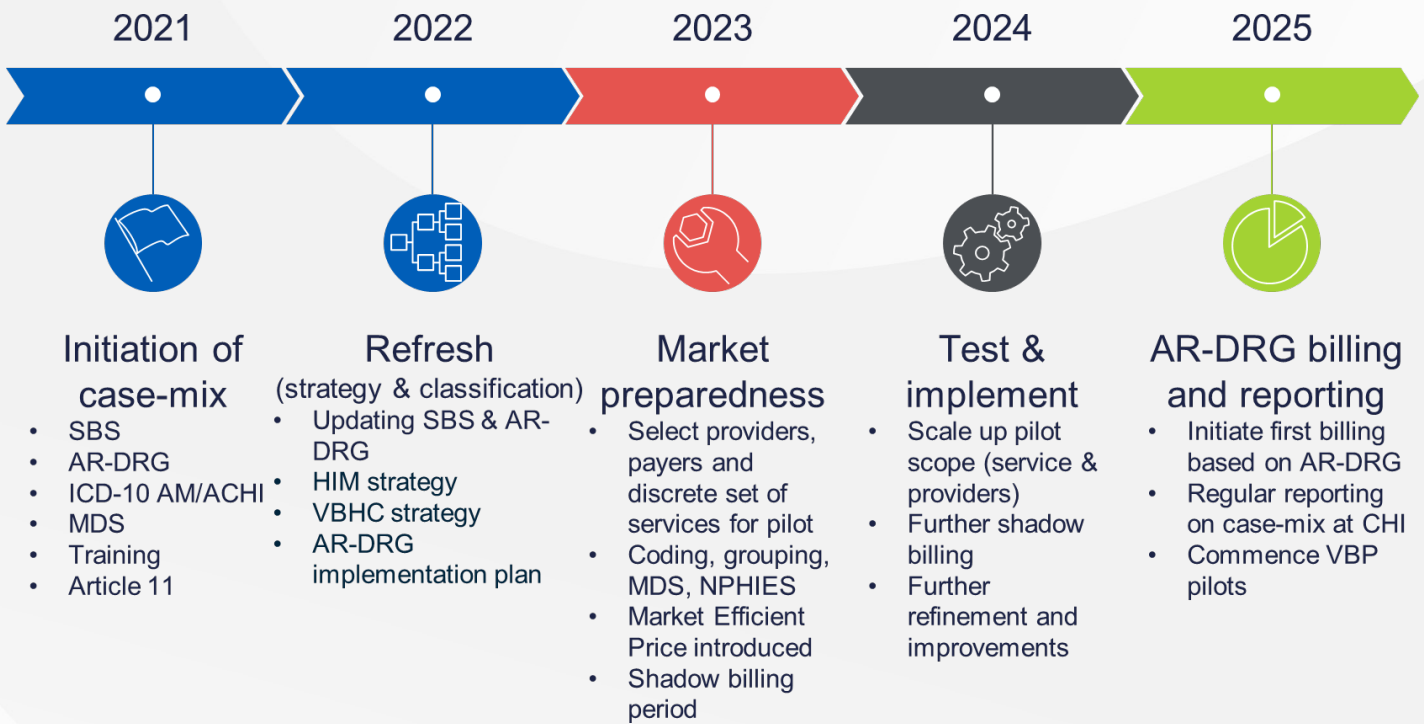 2021
2022
2023
2024
2025
Initiation of
case-mix
• SBS
• AR-DRG
• ICD-10 AM/ACHI
• MDS
• Training
• Article 11
Refresh
(strategy & classification)
• Updating SBS & AR-
DRG
• HIM strategy
• VBHC strategy
• AR-DRG
implementation plan
Market
preparedness
• Select providers,
payers and
discrete set of
services for pilot
• Coding, grouping,
MDS, NPHIES
• Market Efficient
Price introduced
• Shadow billing
period
Test &
implement
• Scale up pilot
scope (service &
providers)
• Further shadow
billing
• Further
refinement and
improvements
AR-DRG billing
and reporting
• Initiate first billing
based on AR-DRG
• Regular reporting
on case-mix at CHI
• Commence VBP
pilots